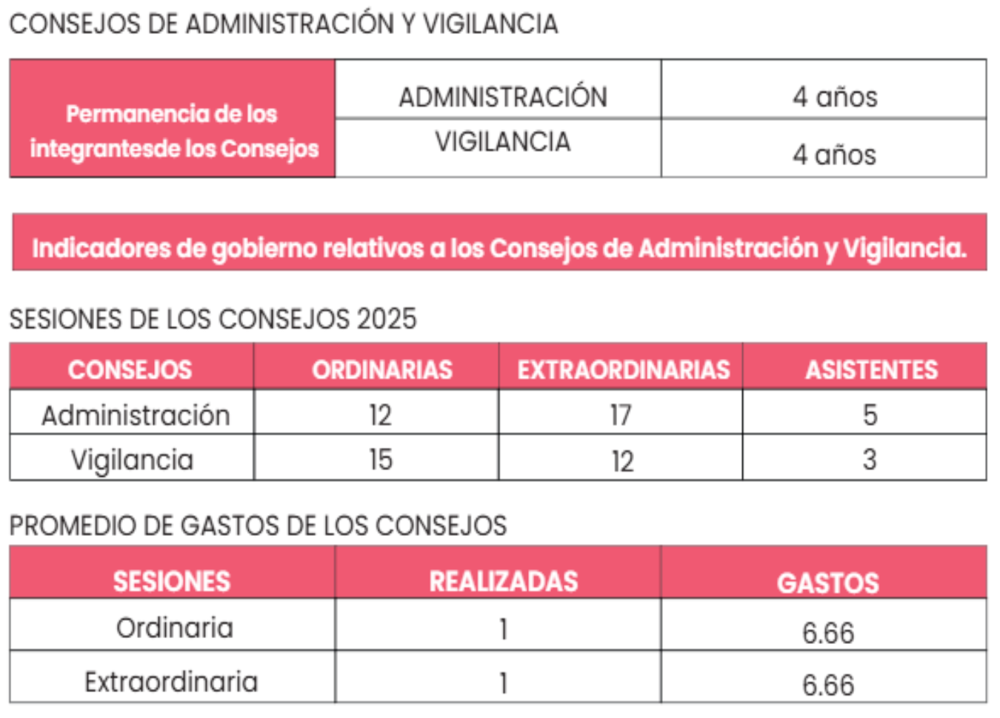 CONSEJOS DE ADMINISTRACIÓN Y VIGILANCIA
Permanencia de los
integrantesde los Consejos
ADMINISTRACIÓN 4 años
VIGILANCIA 4 años
Indicadores de gobierno relativos a los Consejos de Administración y Vigilancia.
SESIONES DE LOS CONSEJOS 2025
CONSEJOS ORDINARIAS EXTRAORDINARIAS ASISTENTES
Administración 12 17 5
Vigilancia 15 12 3
PROMEDIO DE GASTOS DE LOS CONSEJOS
SESIONES REALIZADAS GASTOS
Ordinaria 1 6.66
Extraordinaria 1 6.66